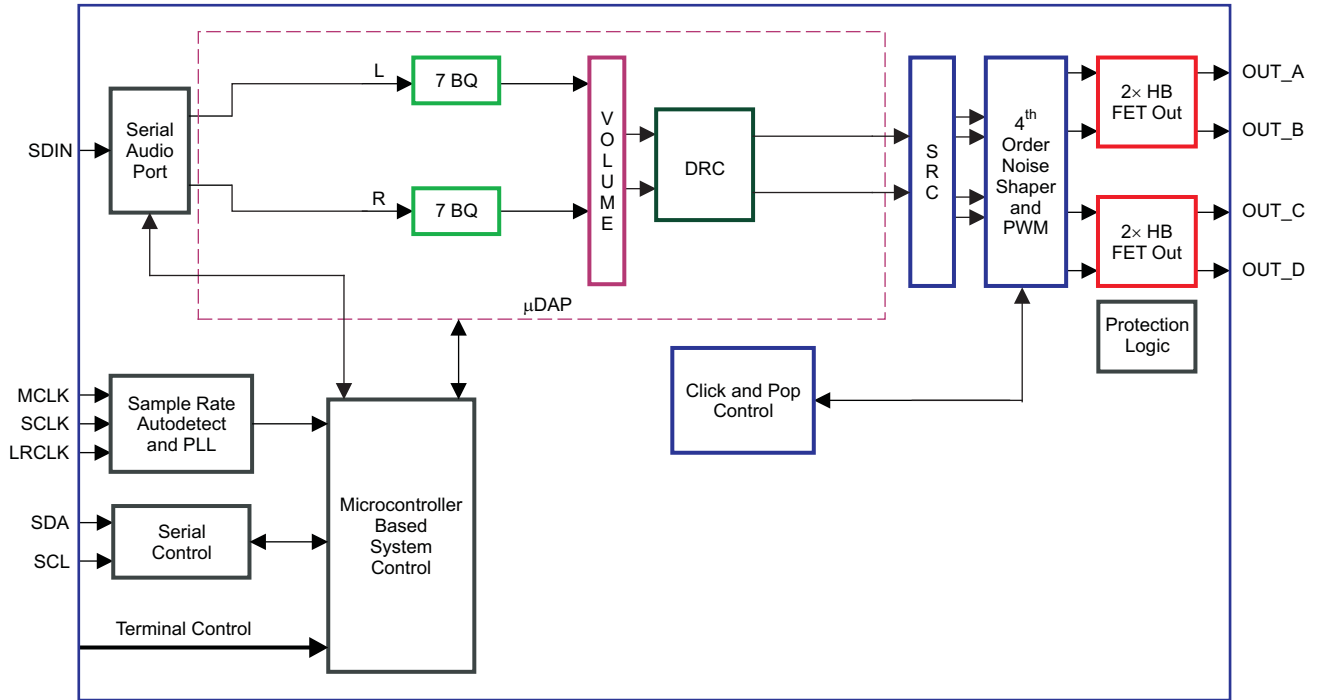 SDIN
Serial
Audio
Port
L
7 BQ
R
7 BQ
V
O
L
U
M
E
DRC
µDAP
S
R
C
4th
Order
Noise
Shaper
and
PWM
2× HB
FET Out
OUT_A
OUT_B
2× HB
FET Out
OUT_C
OUT_D
Protection
Logic
Click and Pop
Control
MCLK
SCLK
LRCLK
Sample Rate
Autodetect
and PLL
SDA
SCL
Serial
Control
Microcontroller
Based
System
Control
Terminal Control